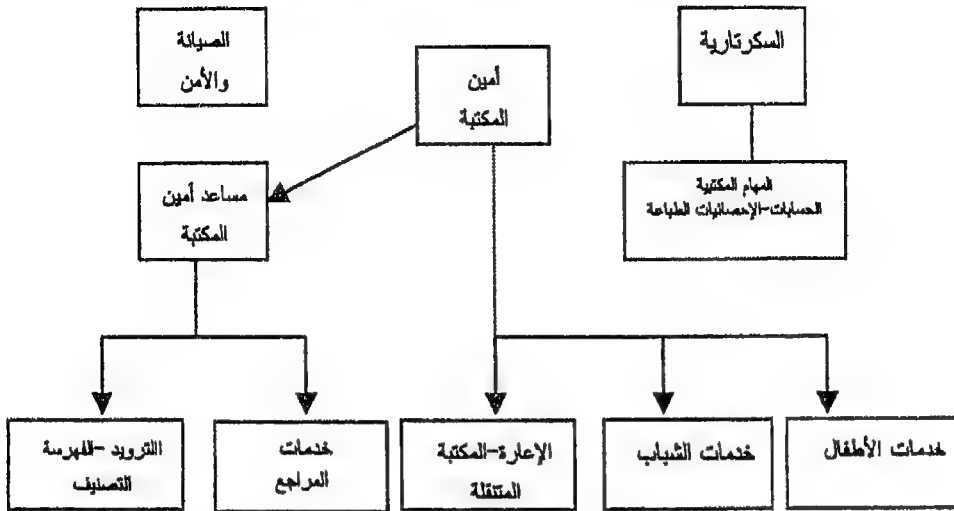 السكرتارية
الصيانة
والأمن
أمين
المكتبة
المهام المكتبية
الحسابات-الإحصائيات الطباعة
مساعد أمين
المكتبة
خدمات الأطفال
خدمات الشباب
الإعارة-المكتبة
المتنقلة
خدمات
المراجع
التزويد-الفهرسة
التصنيف